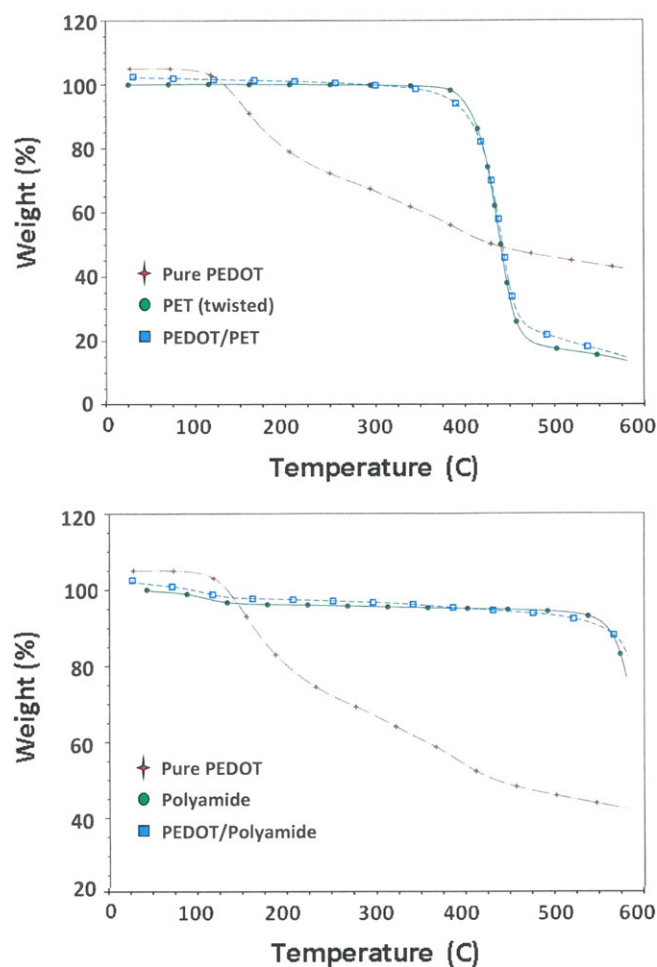 120
100
80
60
40
20
0
Weight (%)
Pure PEDOT
PET (twisted)
PEDOT/PET
0 100 200 300 400 500 600
Temperature (C)
120
100
80
60
40
20
Weight (%)
Pure PEDOT
Polyamide
PEDOT/Polyamide
0 100 200 300 400 500 600
Temperature (C)